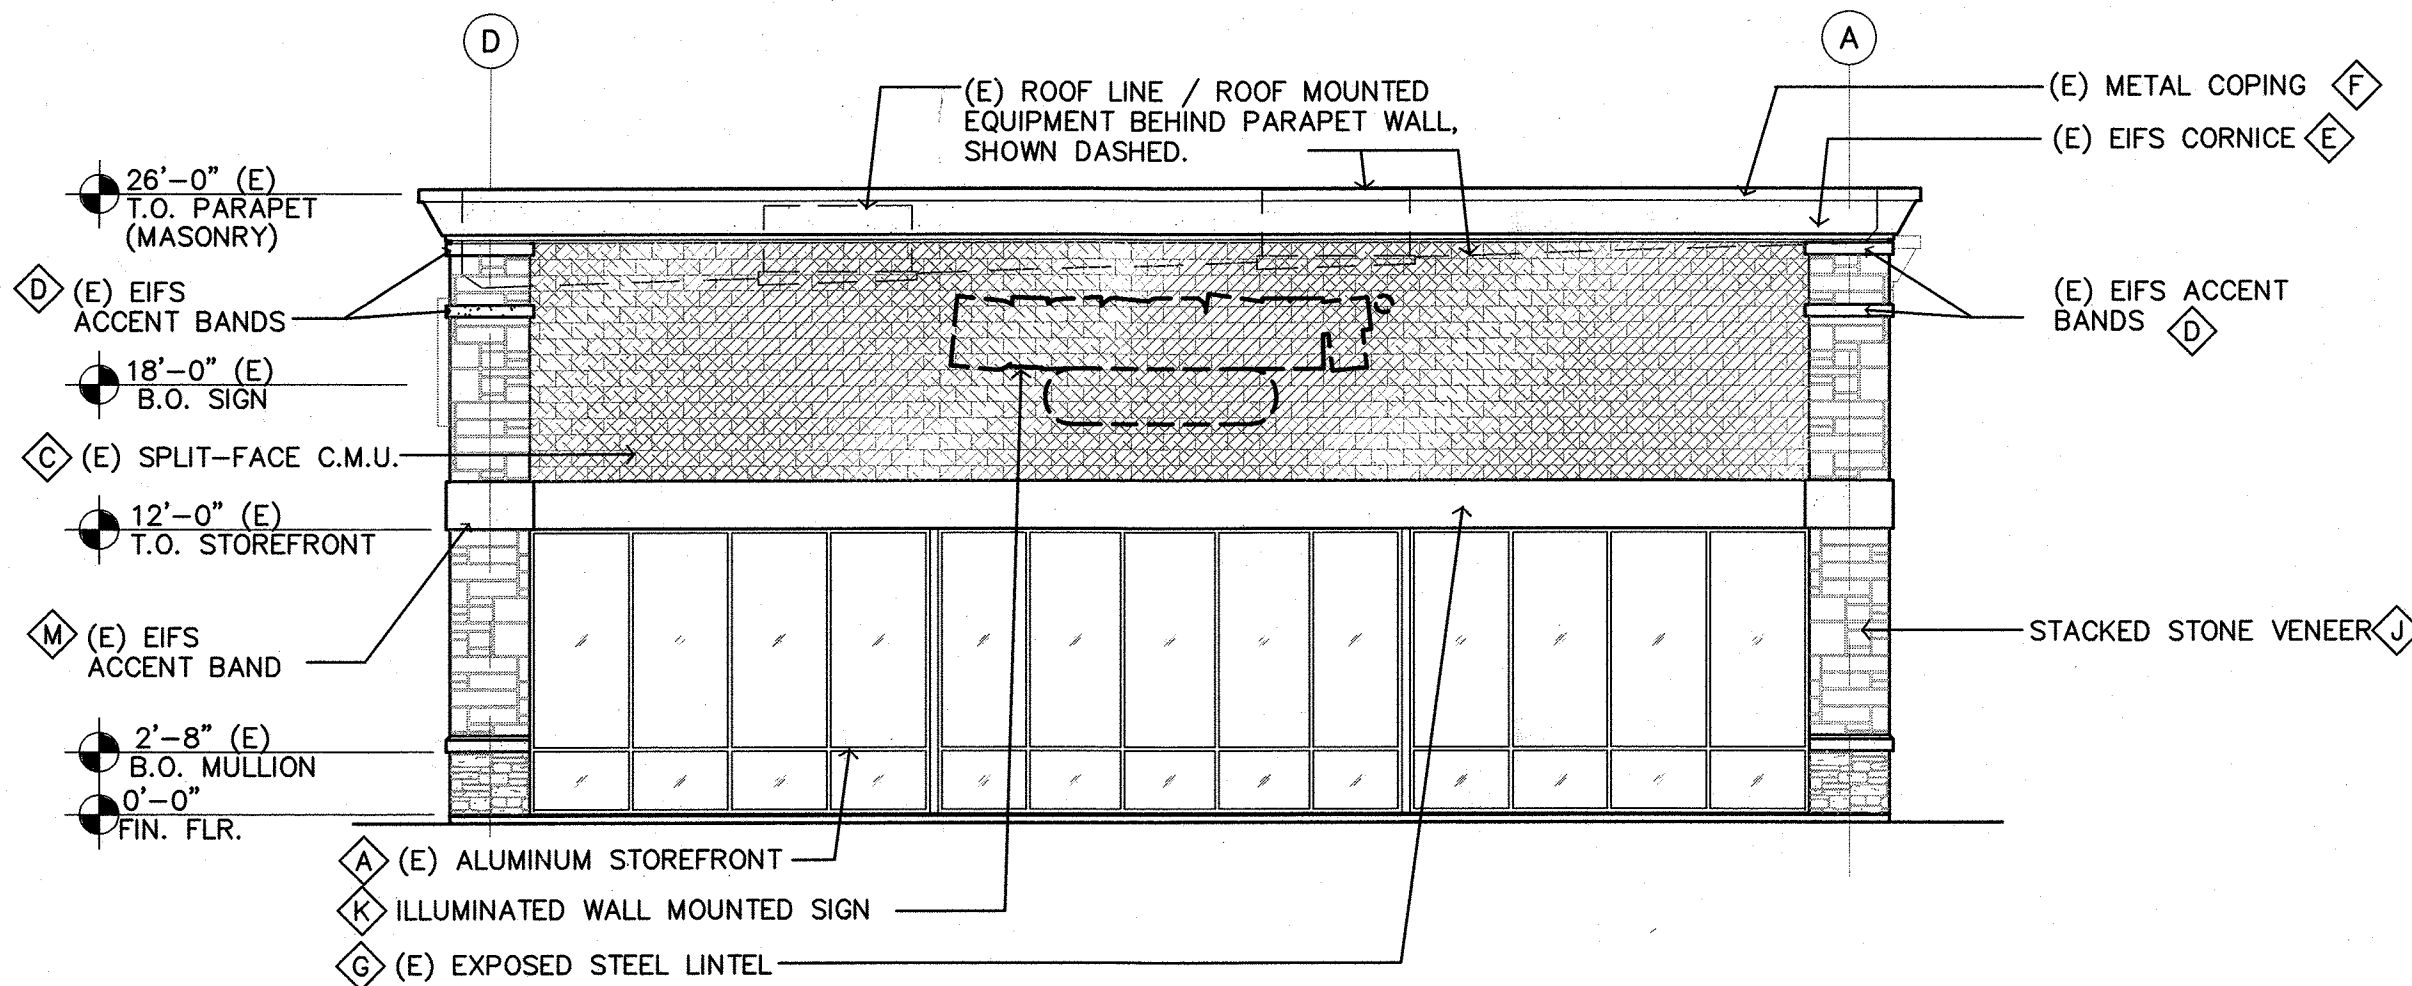 D
A
(E) ROOF LINE / ROOF MOUNTED
EQUIPMENT BEHIND PARAPET WALL,
SHOWN DASHED.
(E) METAL COPING F
(E) EIFS CORNICE E
26'-0" (E)
T.O. PARAPET
(MASONRY)
D (E) EIFS
ACCENT BANDS
(E) EIFS ACCENT
BANDS D
18'-0" (E)
B.O. SIGN
C (E) SPLIT-FACE C.M.U.
12'-0" (E)
T.O. STOREFRONT
M (E) EIFS
ACCENT BAND
STACKED STONE VENEER J
2'-8" (E)
B.O. MULLION
0'-0"
FIN. FLR.
A (E) ALUMINUM STOREFRONT
K ILLUMINATED WALL MOUNTED SIGN
G (E) EXPOSED STEEL LINTEL